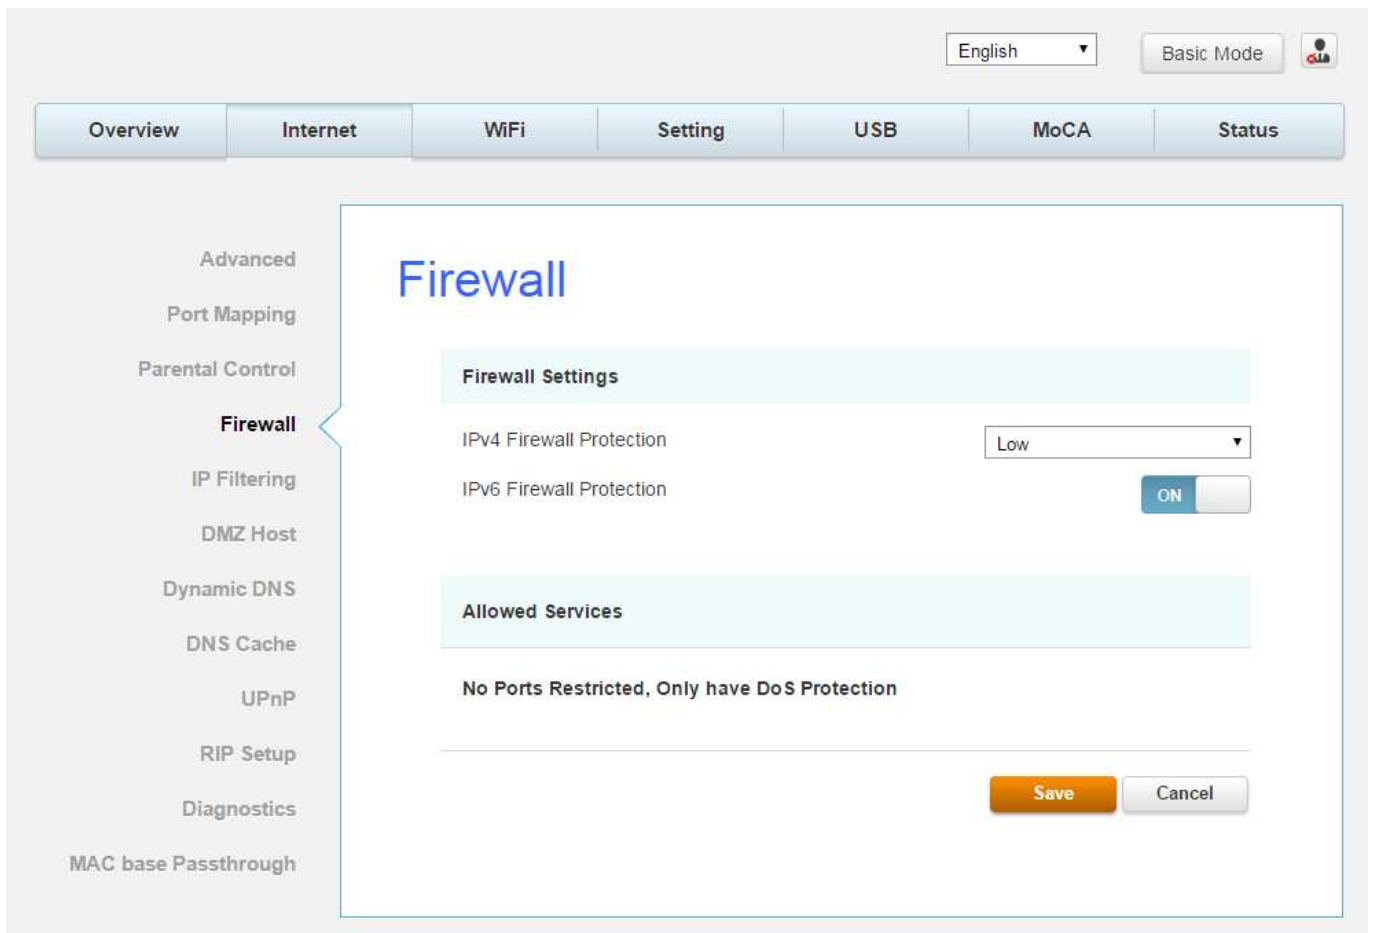 English Basic Mode
Overview Internet WiFi Setting USB MoCA Status
Advanced
Port Mapping
Parental Control
Firewall
IP Filtering
DMZ Host
Dynamic DNS
DNS Cache
UPnP
RIP Setup
Diagnostics
MAC base Passthrough
Firewall
Firewall Settings
IPv4 Firewall Protection Low
IPv6 Firewall Protection ON
Allowed Services
No Ports Restricted, Only have DoS Protection
Save Cancel